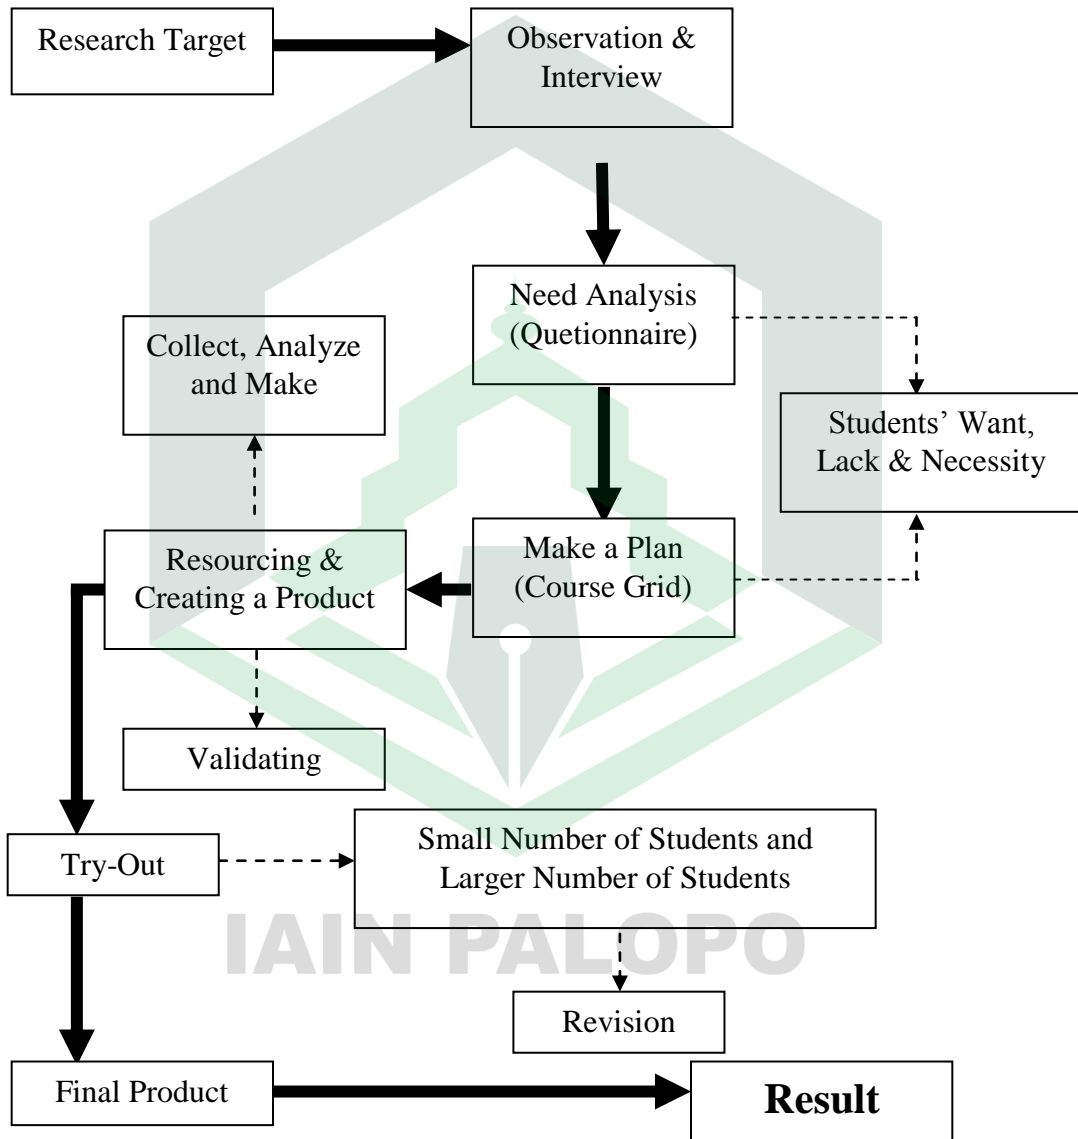 Research Target
Observation &
Interview
Need Analysis
(Quetionnaire)
Collect, Analyze
and Make
Students’ Want,
Lack & Necessity
Resourcing &
Creating a Product
Make a Plan
(Course Grid)
Validating
Small Number of Students and
Larger Number of Students
Try-Out
IAIN PALOPO
Revision
Final Product
Result